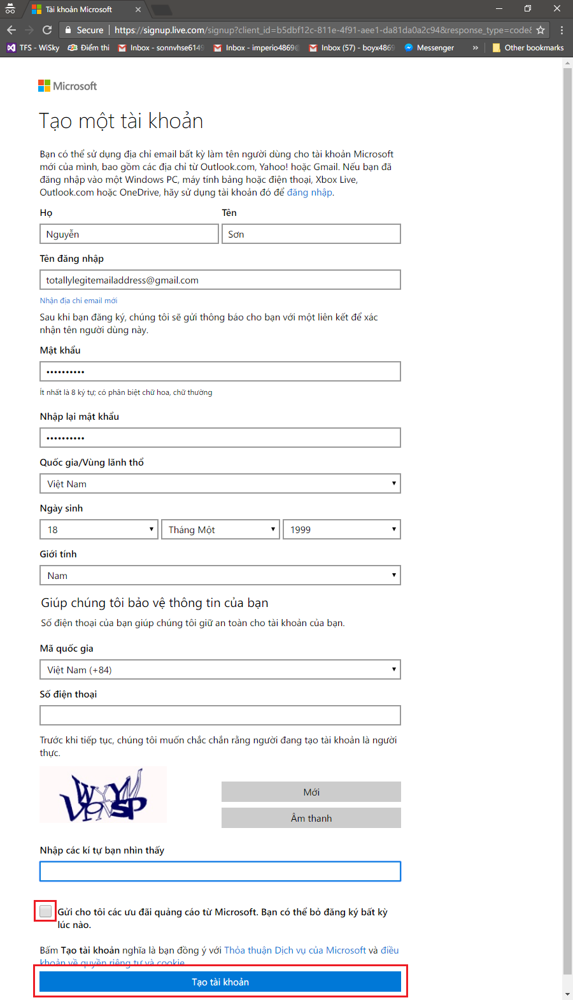 Tài khoản Microsoft
Secure
https://signup.live.com/signup?client_id=b5dbf12c-811e-4f91-aee1-da81da0a2c94&response_type=code&
TFS - WiSky
Điểm thi
Inbox - sonnvhse6149
Inbox - imperio4869@
Inbox (57) - boyx4869
Messenger
»
Other bookmarks
Microsoft
Tạo một tài khoản
Bạn có thể sử dụng địa chỉ email bất kỳ làm tên người dùng cho tài khoản Microsoft
mới của mình, bao gồm các địa chỉ từ Outlook.com, Yahoo! hoặc Gmail. Nếu bạn đã
đăng nhập vào một Windows PC, máy tính bảng hoặc điện thoại, Xbox Live,
Outlook.com hoặc OneDrive, hãy sử dụng tài khoản đó để đăng nhập.
Họ Tên
Nguyễn Sơn
Tên đăng nhập
totallylegitemailaddress@gmail.com
Nhận địa chỉ email mới
Sau khi bạn đăng ký, chúng tôi sẽ gửi thông báo cho bạn với một liên kết để xác
nhận tên người dùng này.
Mật khẩu
••••••••••
Ít nhất là 8 ký tự; có phân biệt chữ hoa, chữ thường
Nhập lại mật khẩu
••••••••••
Quốc gia/Vùng lãnh thổ
Việt Nam
Ngày sinh
18 Tháng Một 1999
Giới tính
Nam
Giúp chúng tôi bảo vệ thông tin của bạn
Số điện thoại của bạn giúp chúng tôi giữ an toàn cho tài khoản của bạn.
Mã quốc gia
Việt Nam (+84)
Số điện thoại
Trước khi tiếp tục, chúng tôi muốn chắc chắn rằng người đang tạo tài khoản là người
thực.
Mới
Âm thanh
Nhập các kí tự bạn nhìn thấy
Gửi cho tôi các ưu đãi quảng cáo từ Microsoft. Bạn có thể bỏ đăng ký bất kỳ
lúc nào.
Bấm Tạo tài khoản nghĩa là bạn đồng ý với Thỏa thuận Dịch vụ của Microsoft và điều
khoản về quyền riêng tư và cookie.
Tạo tài khoản